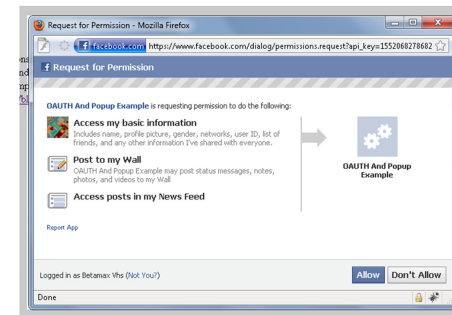 Request for Permission - Mozilla Firefox
facebook.com https://www.facebook.com/dialog/permissions.request?api_key=1552068278682
Request for Permission
OAUTH And Popup Example is requesting permission to do the following:
Access my basic information
Includes name, profile picture, gender, networks, user ID, list of
friends, and any other information I've shared with everyone.
Post to my Wall
OAUTH And Popup Example may post status messages, notes,
photos, and videos to my Wall
Access posts in my News Feed
OAUTH And Popup
Example
Report App
Logged in as Betamax Vhs (Not You?)
Allow
Don't Allow
Done